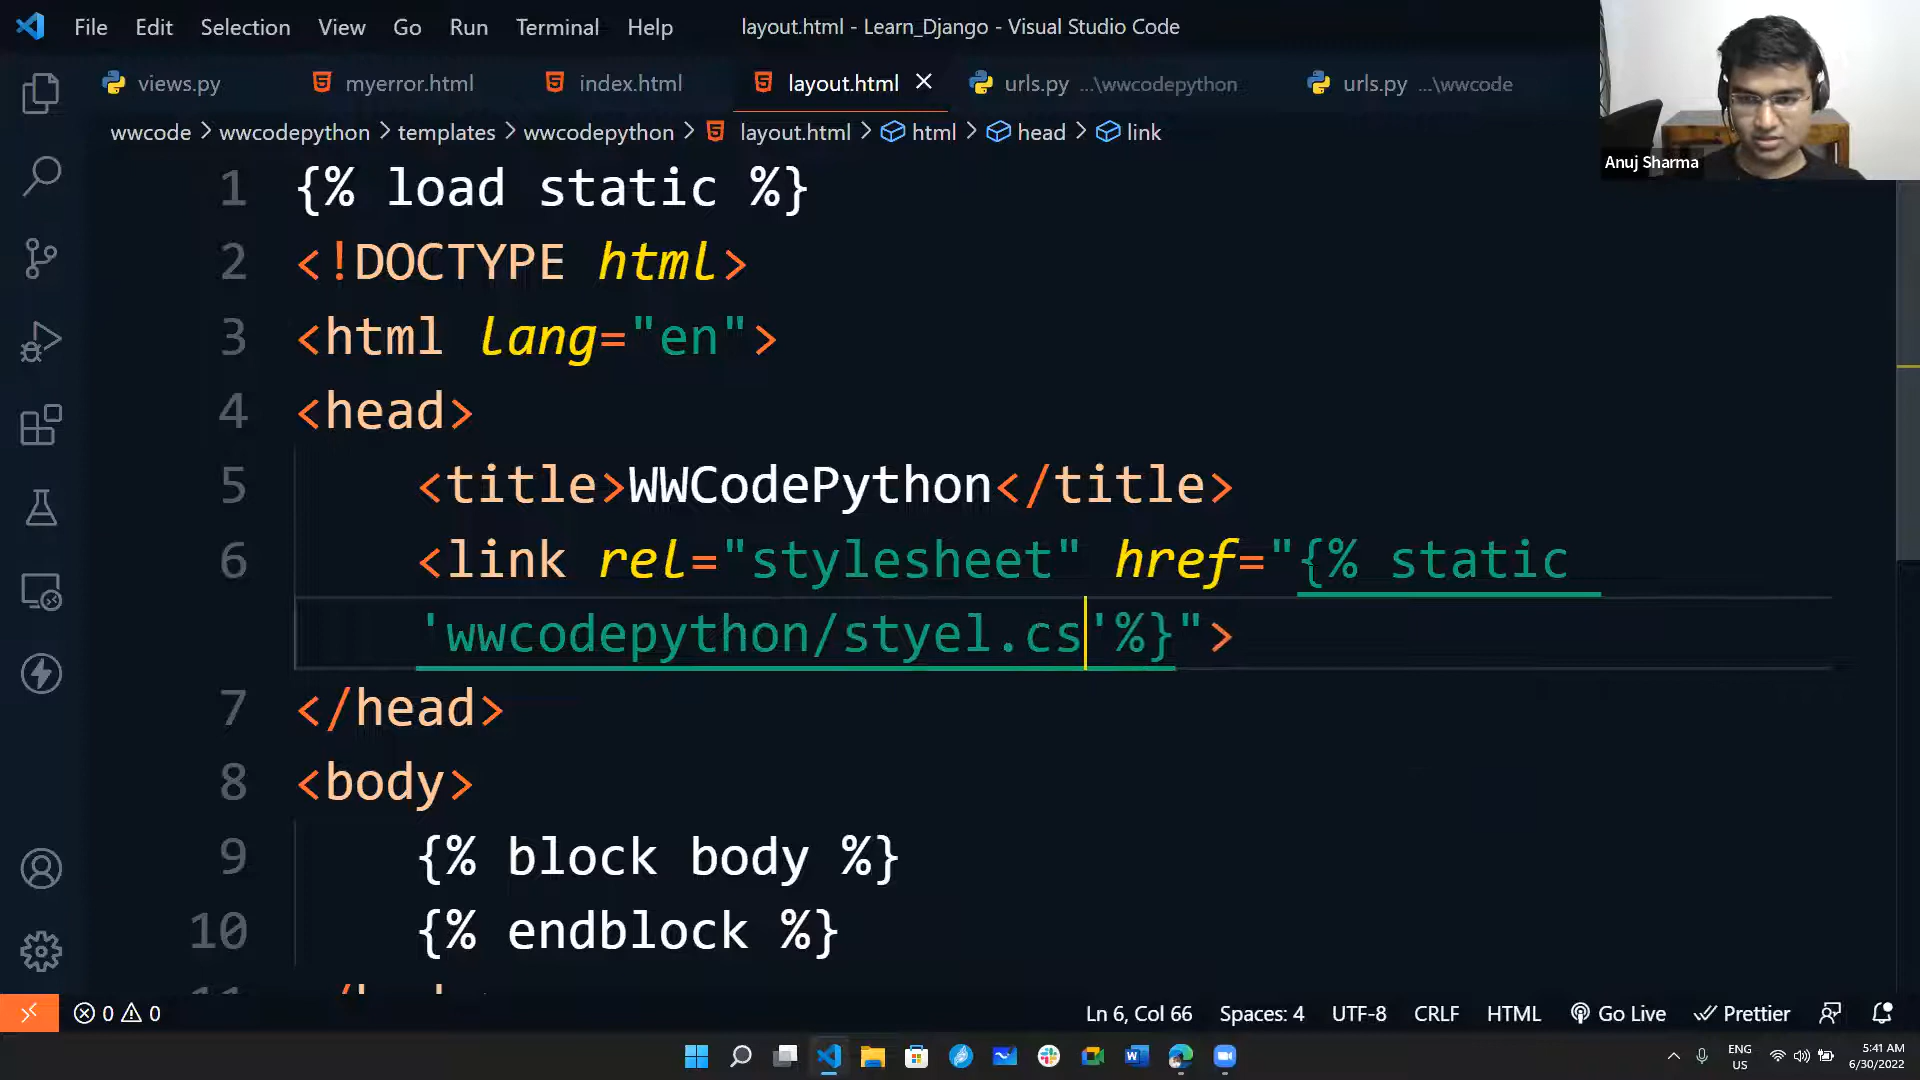 File Edit Selection View Go Run Terminal Help layout.html - Learn_Django - Visual Studio Code
views.py myerror.html index.html layout.html urls.py ...\wwcodepython urls.py ...\wwcode
wwcode > wwcodepython > templates > wwcodepython > layout.html > html > head > link
Anuj Sharma
1 {% load static %}
2 <!DOCTYPE html>
3 <html lang="en">
4 <head>
5 <title>WWCodePython</title>
6 <link rel="stylesheet" href="{% static
'wwcodepython/styel.cs'%}">
7 </head>
8 <body>
9 {% block body %}
10 {% endblock %}
0 0 Ln 6, Col 66 Spaces: 4 UTF-8 CRLF HTML Go Live Prettier
ENG
US
5:41 AM
6/30/2022